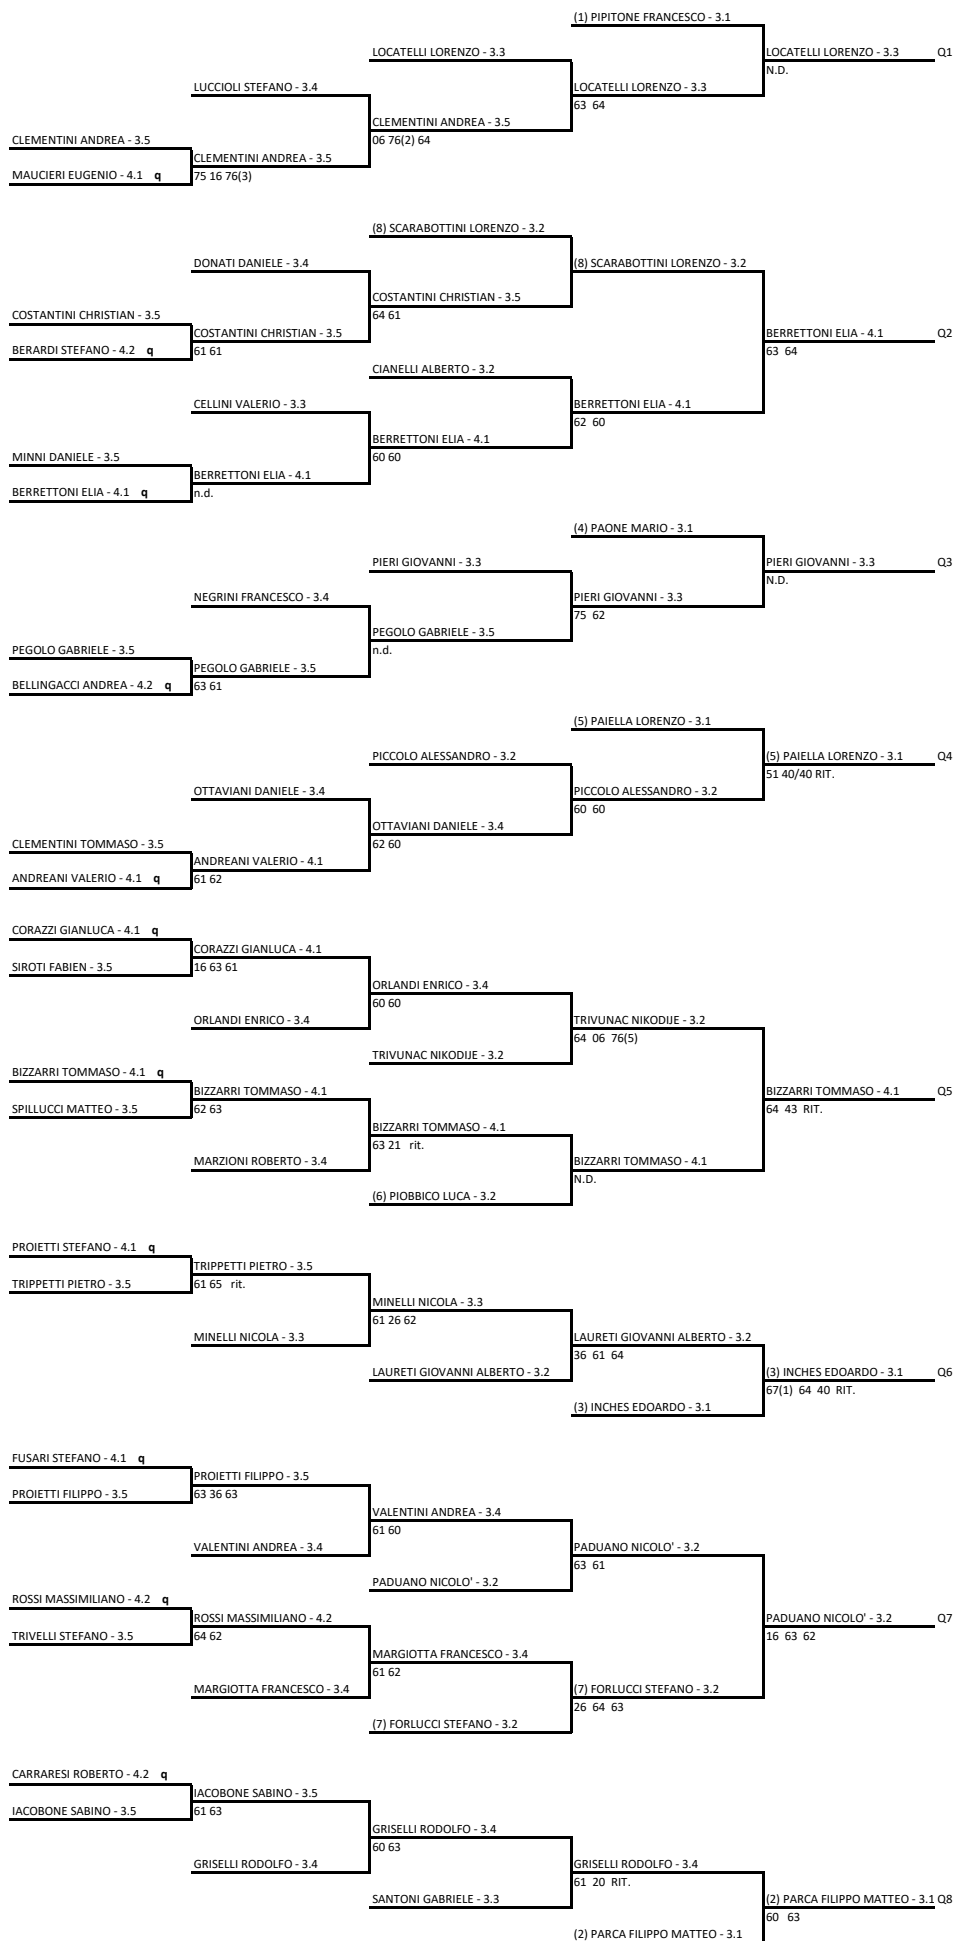 (1) PIPITONE FRANCESCO - 3.1
LOCATELLI LORENZO - 3.3
LOCATELLI LORENZO - 3.3 Q1
N.D.
LUCCIOLI STEFANO - 3.4
LOCATELLI LORENZO - 3.3
63 64
CLEMENTINI ANDREA - 3.5
06 76(2) 64
CLEMENTINI ANDREA - 3.5
CLEMENTINI ANDREA - 3.5
75 16 76(3)
MAUCIERI EUGENIO - 4.1 q
(8) SCARABOTTINI LORENZO - 3.2
DONATI DANIELE - 3.4
(8) SCARABOTTINI LORENZO - 3.2
COSTANTINI CHRISTIAN - 3.5
64 61
COSTANTINI CHRISTIAN - 3.5
COSTANTINI CHRISTIAN - 3.5
61 61
BERRETTONI ELIA - 4.1 Q2
63 64
BERARDI STEFANO - 4.2 q
CIANELLI ALBERTO - 3.2
CELLINI VALERIO - 3.3
BERRETTONI ELIA - 4.1
62 60
BERRETTONI ELIA - 4.1
60 60
MINNI DANIELE - 3.5
BERRETTONI ELIA - 4.1
n.d.
BERRETTONI ELIA - 4.1 q
(4) PAONE MARIO - 3.1
PIERI GIOVANNI - 3.3
PIERI GIOVANNI - 3.3 Q3
N.D.
NEGRINI FRANCESCO - 3.4
PIERI GIOVANNI - 3.3
75 62
PEGOLO GABRIELE - 3.5
n.d.
PEGOLO GABRIELE - 3.5
PEGOLO GABRIELE - 3.5
63 61
BELLINGACCI ANDREA - 4.2 q
(5) PAIELLA LORENZO - 3.1
PICCOLO ALESSANDRO - 3.2
(5) PAIELLA LORENZO - 3.1 Q4
51 40/40 RIT.
OTTAVIANI DANIELE - 3.4
PICCOLO ALESSANDRO - 3.2
60 60
OTTAVIANI DANIELE - 3.4
62 60
CLEMENTINI TOMMASO - 3.5
ANDREANI VALERIO - 4.1
61 62
ANDREANI VALERIO - 4.1 q
CORAZZI GIANLUCA - 4.1 q
CORAZZI GIANLUCA - 4.1
16 63 61
SIROTI FABIEN - 3.5
ORLANDI ENRICO - 3.4
60 60
ORLANDI ENRICO - 3.4
TRIVUNAC NIKODIJE - 3.2
64 06 76(5)
TRIVUNAC NIKODIJE - 3.2
BIZZARRI TOMMASO - 4.1 q
BIZZARRI TOMMASO - 4.1
62 63
BIZZARRI TOMMASO - 4.1 Q5
64 43 RIT.
SPILLUCCI MATTEO - 3.5
BIZZARRI TOMMASO - 4.1
63 21 rit.
MARZIONI ROBERTO - 3.4
BIZZARRI TOMMASO - 4.1
N.D.
(6) PIOBBICO LUCA - 3.2
PROIETTI STEFANO - 4.1 q
TRIPPETTI PIETRO - 3.5
61 65 rit.
TRIPPETTI PIETRO - 3.5
MINELLI NICOLA - 3.3
61 26 62
MINELLI NICOLA - 3.3
LAURETI GIOVANNI ALBERTO - 3.2
36 61 64
LAURETI GIOVANNI ALBERTO - 3.2
(3) INCHES EDOARDO - 3.1 Q6
67(1) 64 40 RIT.
(3) INCHES EDOARDO - 3.1
FUSARI STEFANO - 4.1 q
PROIETTI FILIPPO - 3.5
63 36 63
PROIETTI FILIPPO - 3.5
VALENTINI ANDREA - 3.4
61 60
VALENTINI ANDREA - 3.4
PADUANO NICOLO' - 3.2
63 61
PADUANO NICOLO' - 3.2
ROSSI MASSIMILIANO - 4.2 q
ROSSI MASSIMILIANO - 4.2
64 62
PADUANO NICOLO' - 3.2 Q7
16 63 62
TRIVELLI STEFANO - 3.5
MARGIOTTA FRANCESCO - 3.4
61 62
MARGIOTTA FRANCESCO - 3.4
(7) FORLUCCI STEFANO - 3.2
26 64 63
(7) FORLUCCI STEFANO - 3.2
CARRARESI ROBERTO - 4.2 q
IACOBONE SABINO - 3.5
61 63
IACOBONE SABINO - 3.5
GRISELLI RODOLFO - 3.4
60 63
GRISELLI RODOLFO - 3.4
GRISELLI RODOLFO - 3.4
61 20 RIT.
SANTONI GABRIELE - 3.3
(2) PARCA FILIPPO MATTEO - 3.1 Q8
60 63
(2) PARCA FILIPPO MATTEO - 3.1